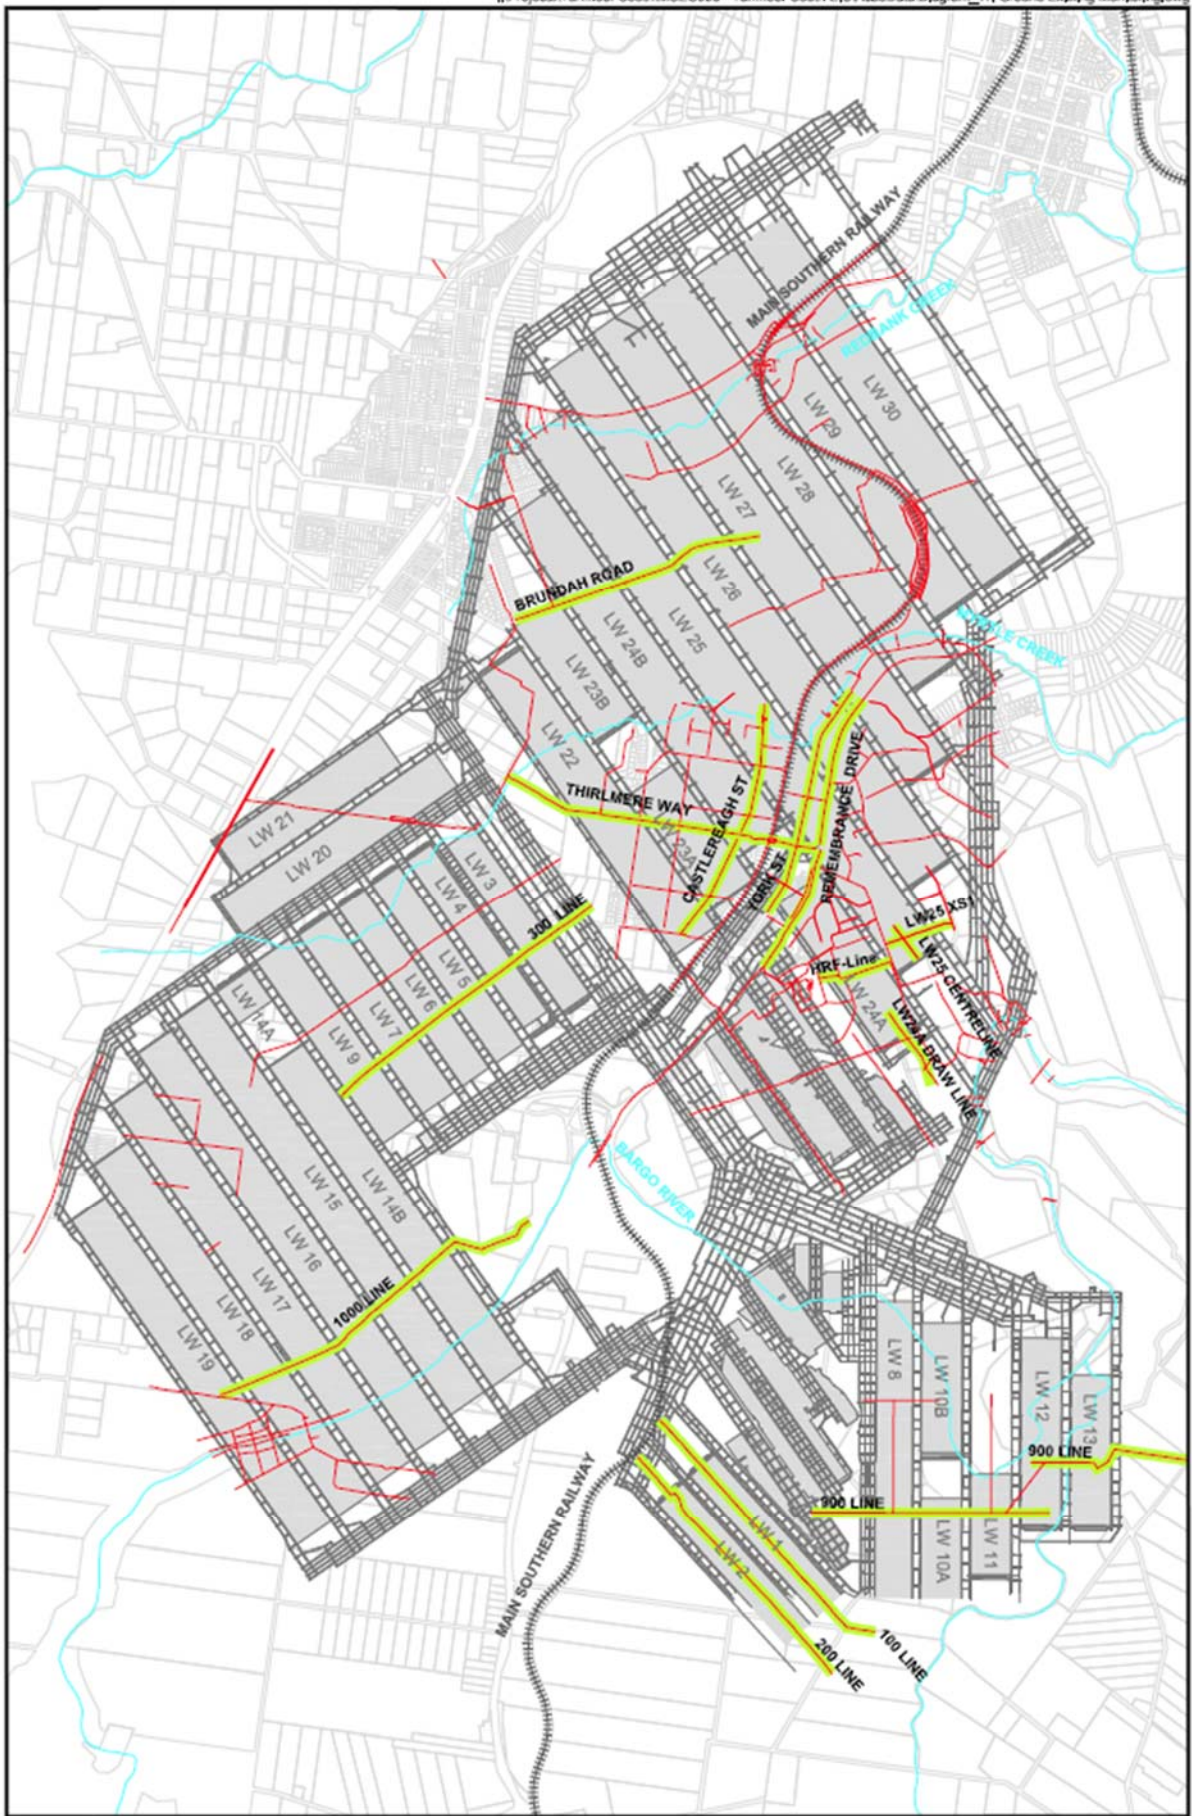 MAIN SOUTHERN RAILWAY
REDBANK CREEK
LW 30
LW 29
LW 28
LW 27
LW 26
BRUNDAH ROAD
LW 25
LW 24B
LW 23B
LW 22
CREEK
THIRLMERE WAY
CASTLEREAGH ST
YORK ST
REMEMBRANCE DRIVE
LW 21
LW 20
LW 3
LW 4
LW 5
LW 6
LW 7
LW 9
300 LINE
LW 14A
LW25 XS1
HRF-Line
LW25 CENTRELINE
LW 24A
LW24A DRAW LINE
BARGO RIVER
LW 14B
LW 15
LW 16
LW 17
LW 18
LW 19
1000 LINE
LW 8
LW 10B
LW 12
LW 13
900 LINE
900 LINE
LW 10A
LW 11
LW 1
LW 2
100 LINE
200 LINE
MAIN SOUTHERN RAILWAY